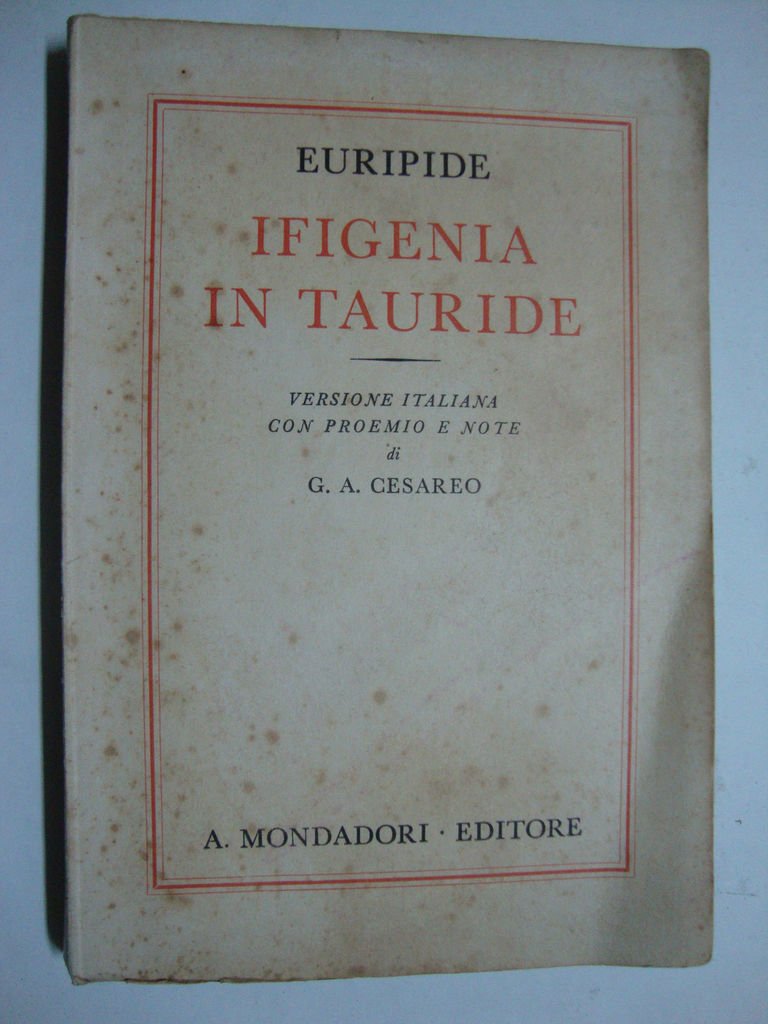 EURIPIDE
IFIGENIA
IN TAURIDE
VERSIONE ITALIANA
CON PROEMIO E NOTE
di
G. A. CESAREO
A. MONDADORI · EDITORE